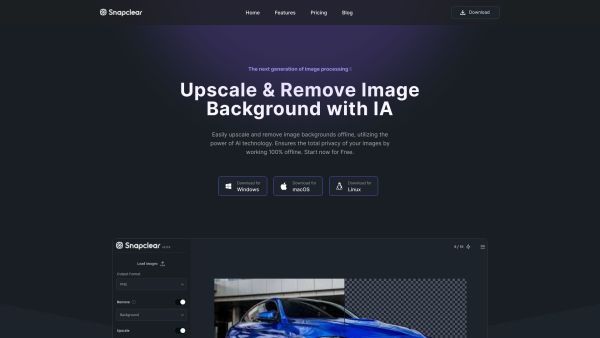 Snapclear
Home Features Pricing Blog
Download
The next generation of image processing
Upscale & Remove Image
Background with IA
Easily upscale and remove image backgrounds offline, utilizing the
power of AI technology. Ensures the total privacy of your images by
working 100% offline. Start now for Free.
Download for
Windows
Download for
macOS
Download for
Linux
Snapclear
Load Images
Output Format
PNG
Remove
Background
Upscale